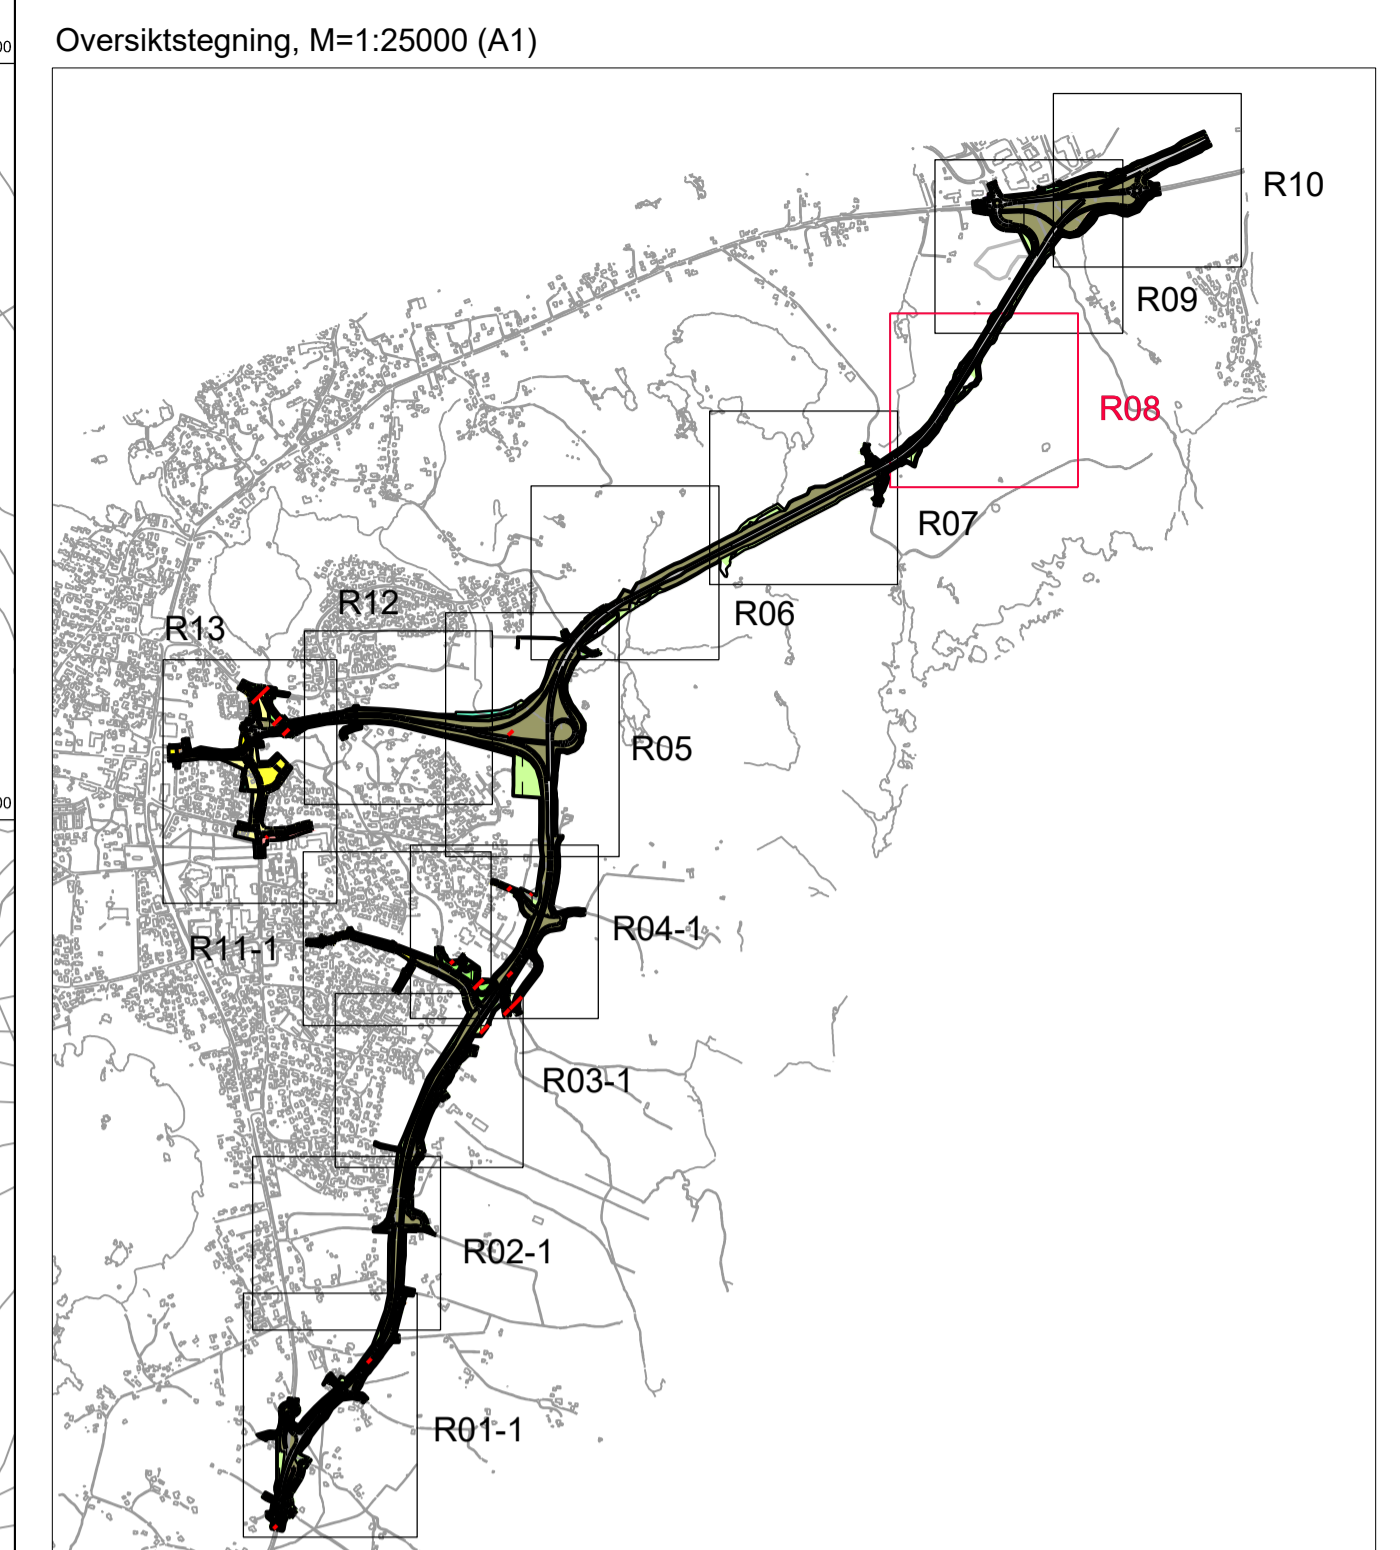 Oversiktstegning, M=1:25000 (A1)
R10
R09
R08
R07
R12
R06
R13
R05
R04-1
R11-1
R03-1
R02-1
R01-1